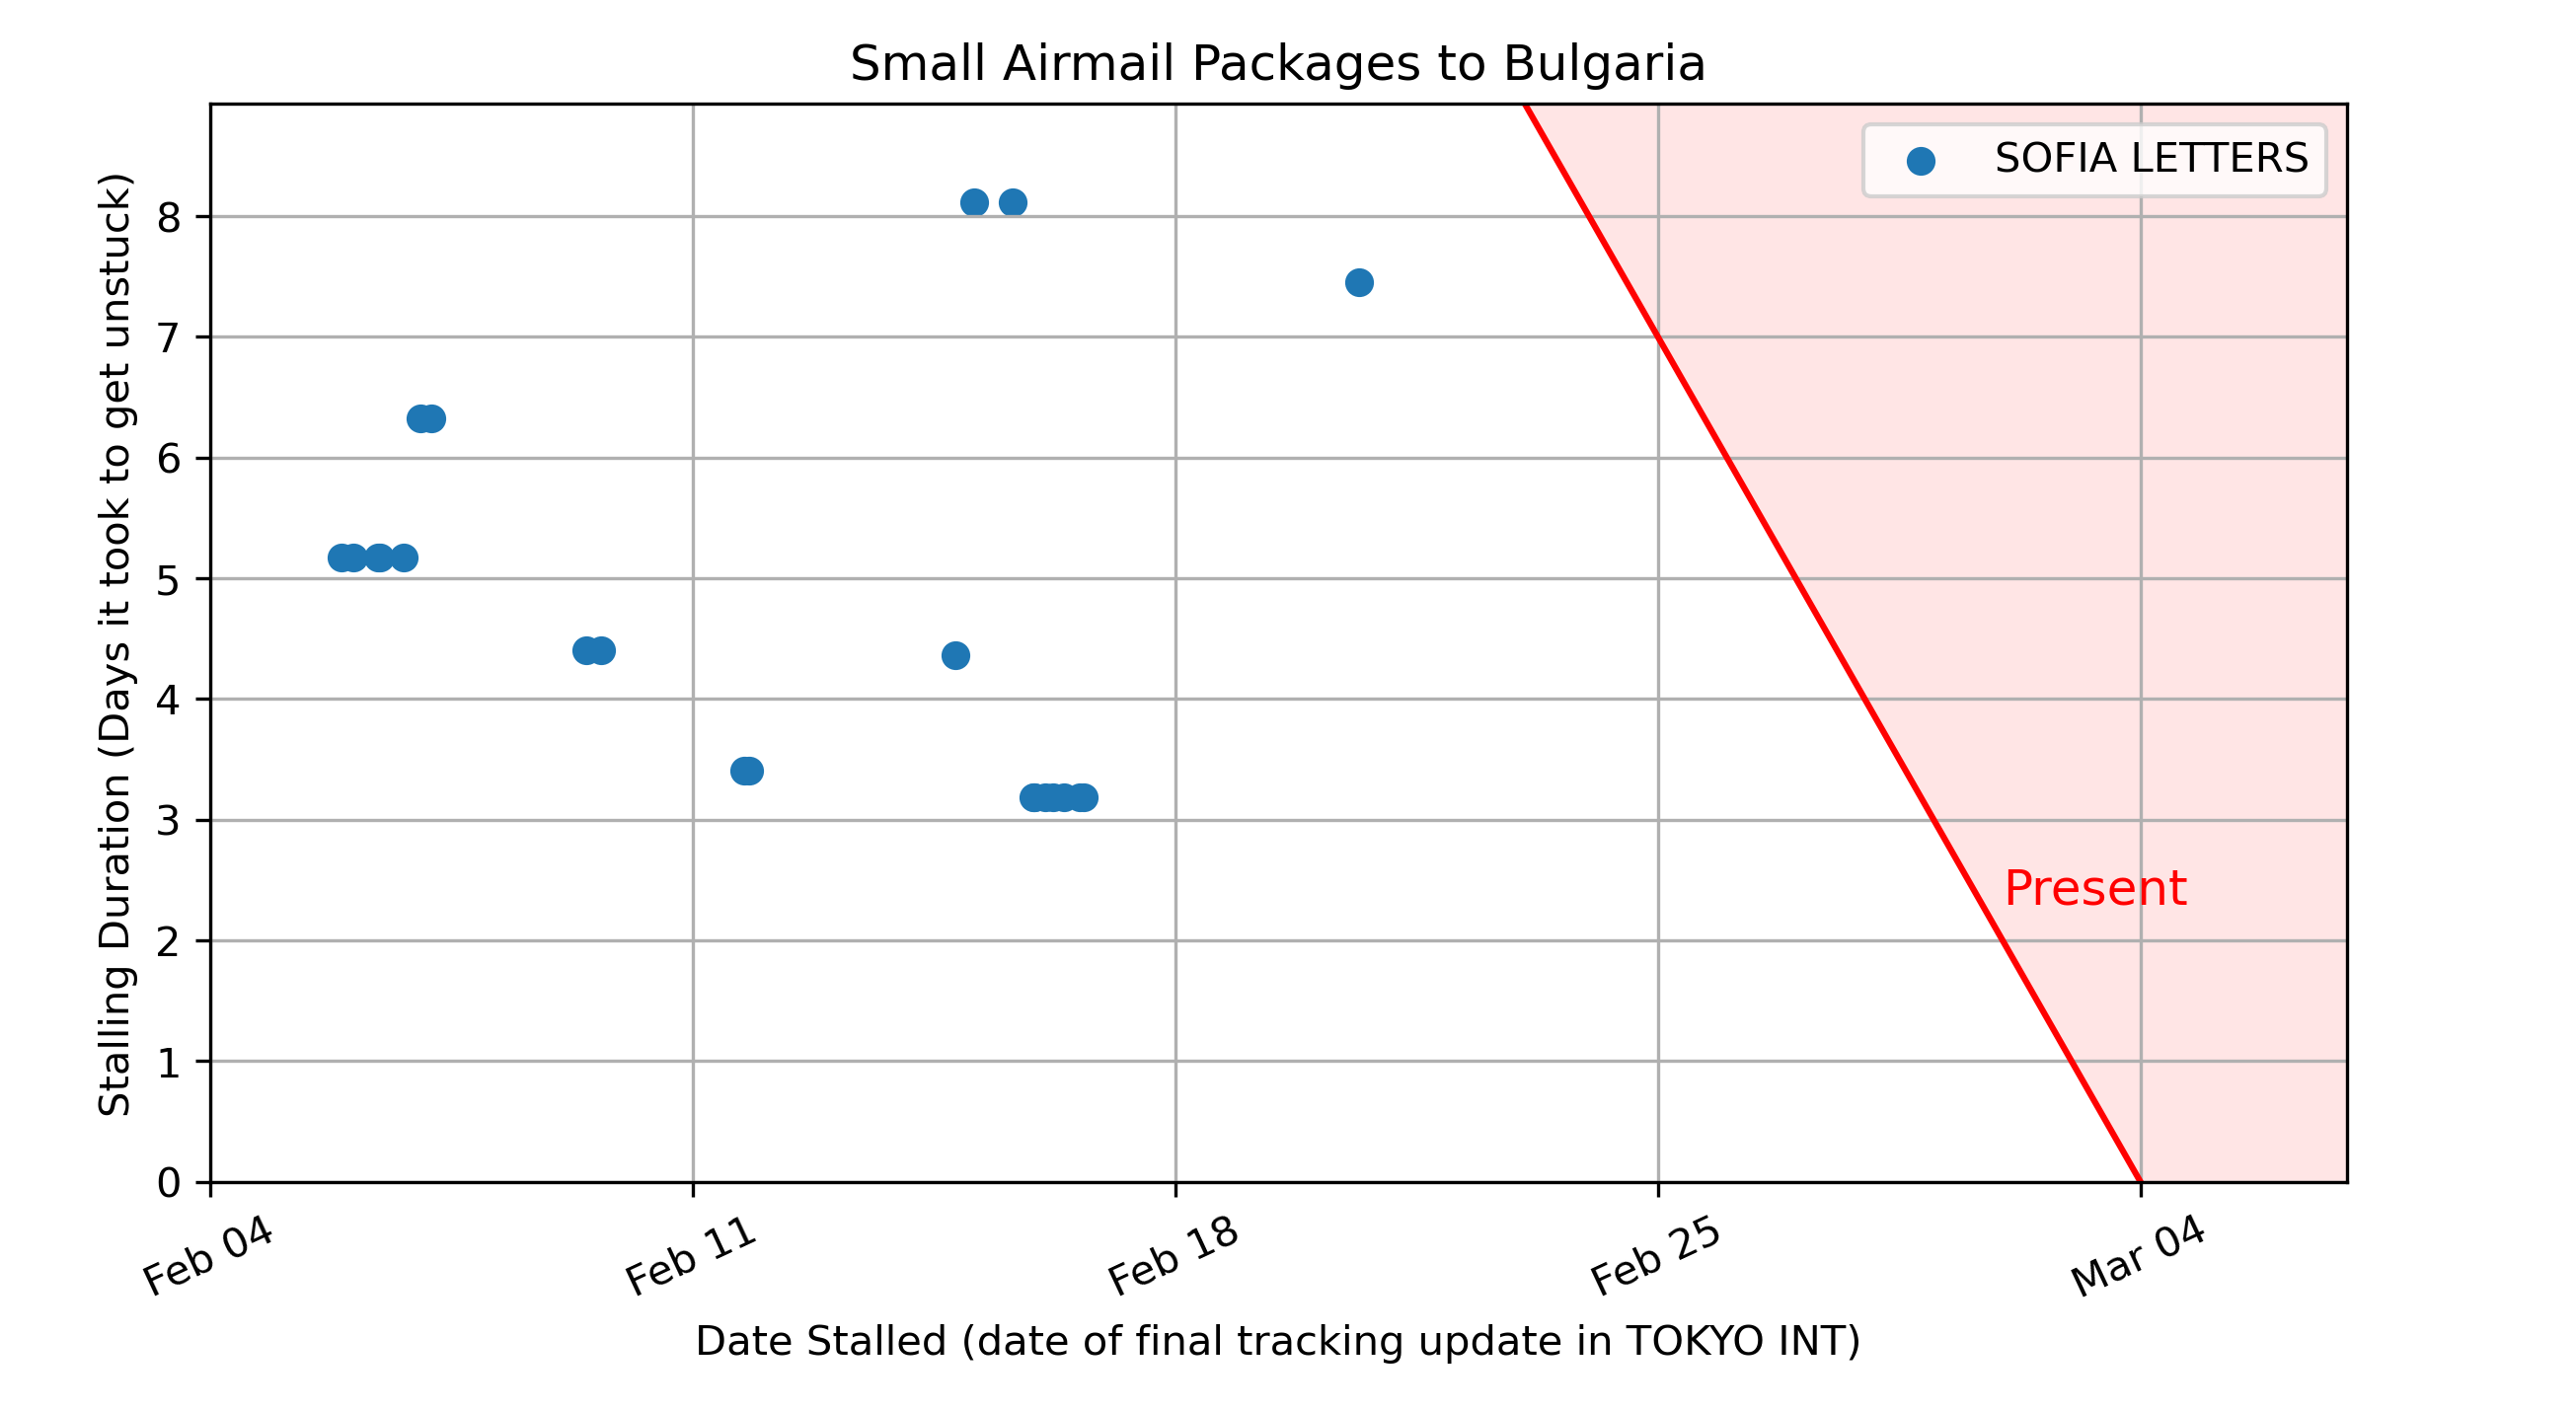 Small Airmail Packages to Bulgaria
SOFIA LETTERS
Stalling Duration (Days it took to get unstuck)
8
7
6
5
4
3
2
1
0
Present
Feb 04
Feb 11
Feb 18
Feb 25
Mar 04
Date Stalled (date of final tracking update in TOKYO INT)